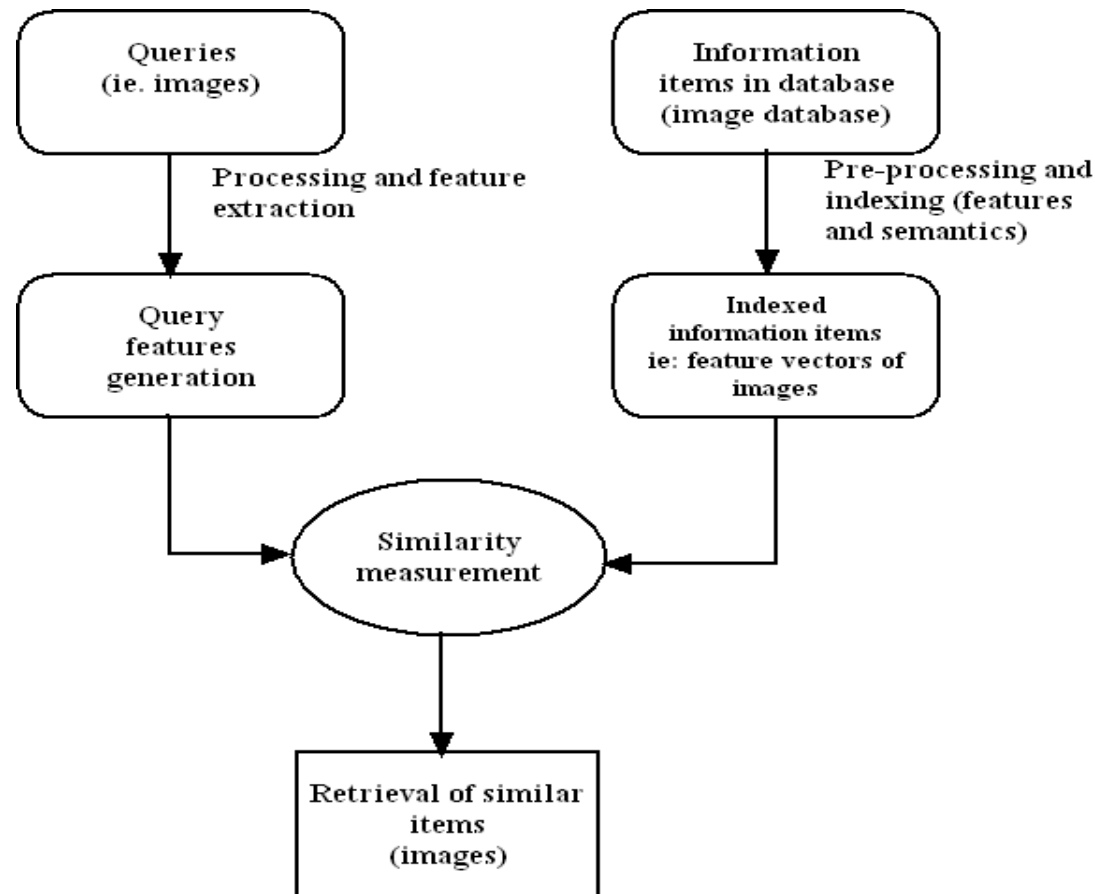 Queries
(ie. images)
Information
items in database
(image database)
Processing and feature
extraction
Pre-processing and
indexing (features
and semantics)
Query
features
generation
Indexed
information items
ie: feature vectors of
images
Similarity
measurement
Retrieval of similar
items
(images)